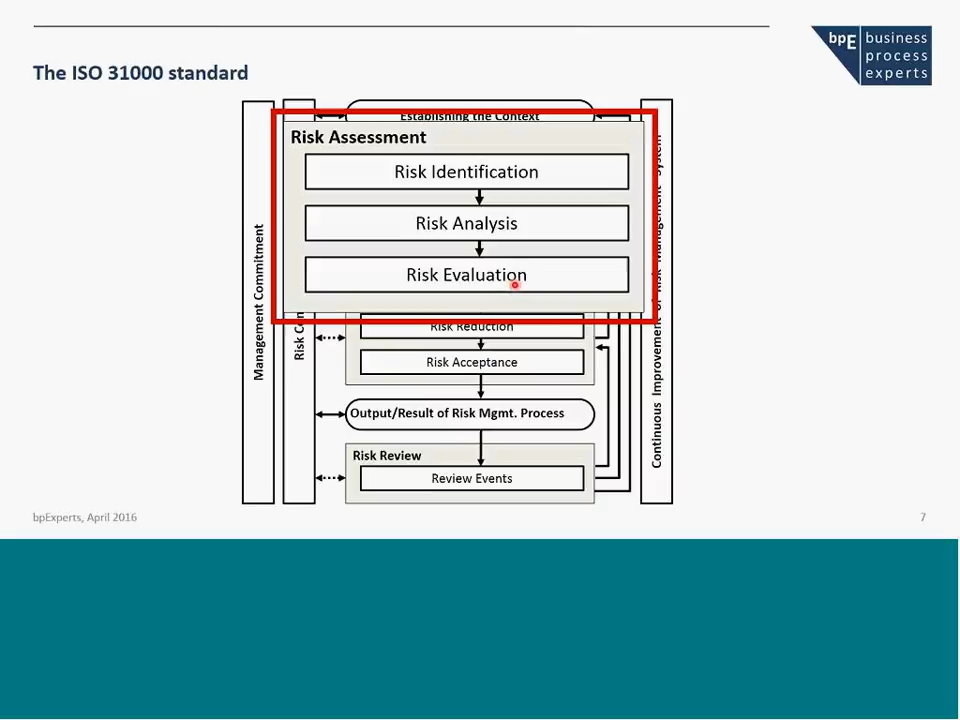 bpE business
process
experts
The ISO 31000 standard
Establishing the Context
Risk Assessment
Risk Identification
Risk Analysis
Risk Evaluation
Risk Reduction
Risk Acceptance
Output/Result of Risk Mgmt. Process
Risk Review
Review Events
Management Commitment
Risk
Continuous Improvement of Risk Management System
bpExperts, April 2016
7